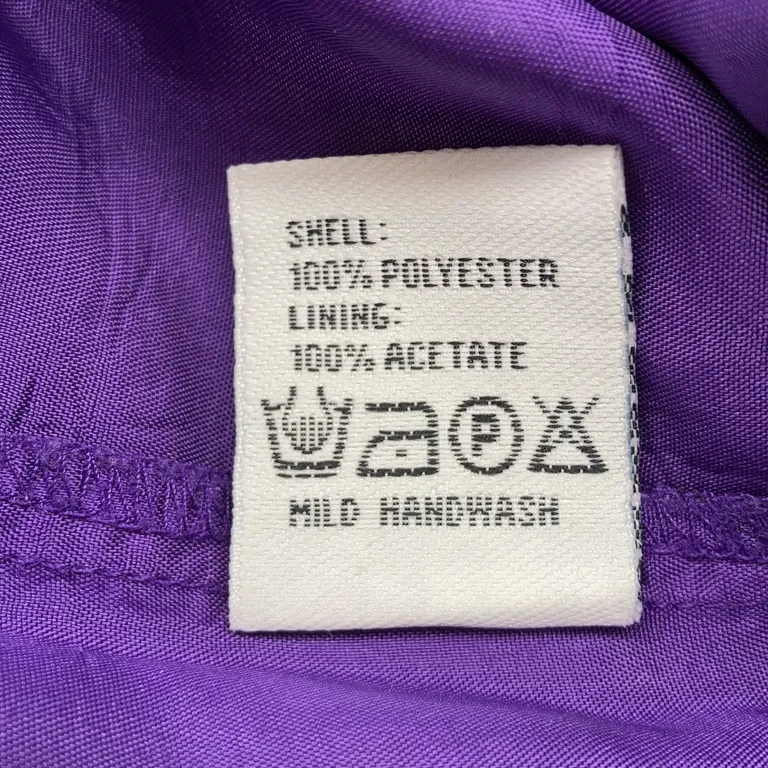 SHELL:
100% POLYESTER
LINING:
100% ACETATE
P
MILD HANDWASH